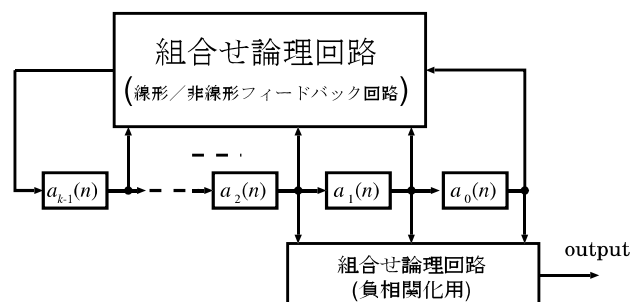 組合せ論理回路
(線形／非線形フィードバック回路)
a_{k-1}(n)
a_2(n)
a_1(n)
a_0(n)
output
組合せ論理回路
(負相関化用)